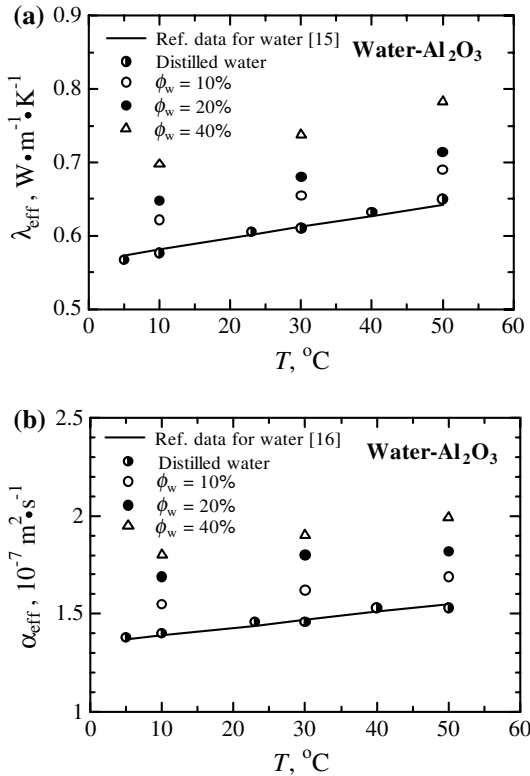 (a)
0.9
Ref. data for water [15]
Water-Al₂O₃
Distilled water
ϕw = 10%
ϕw = 20%
ϕw = 40%
0.8
0.7
0.6
0.5
λeff , W•m⁻¹•K⁻¹
0 10 20 30 40 50 60
T, °C
(b)
2.5
Ref. data for water [16]
Water-Al₂O₃
Distilled water
ϕw = 10%
ϕw = 20%
ϕw = 40%
2
1.5
1
αeff , 10⁻⁷ m²•s⁻¹
0 10 20 30 40 50 60
T, °C